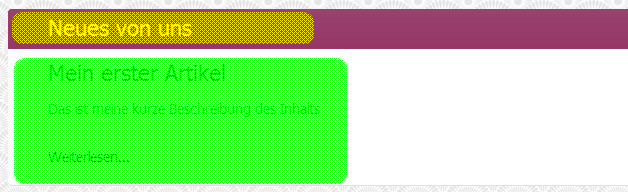 Neues von uns
Mein erster Artikel
Das ist meine kurze Beschreibung des Inhalts
Weiterlesen...